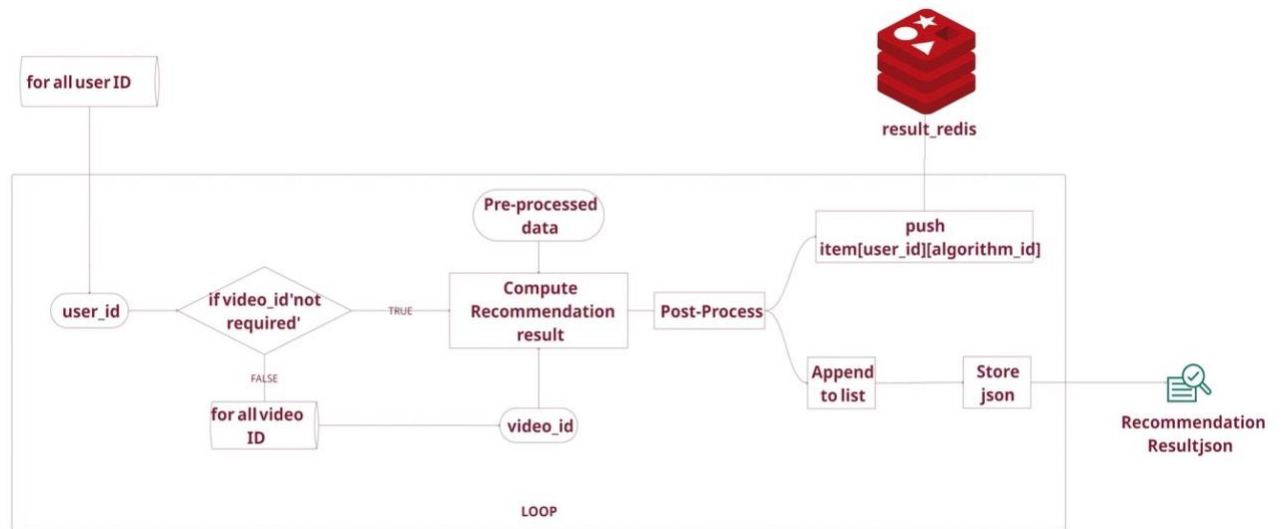 for all user ID
result_redis
Pre-processed
data
push
item[user_id][algorithm_id]
user_id
if video_id'not
required'
TRUE
Compute
Recommendation
result
Post-Process
FALSE
for all video
ID
video_id
Append
to list
Store
json
Recommendation
Resultjson
LOOP